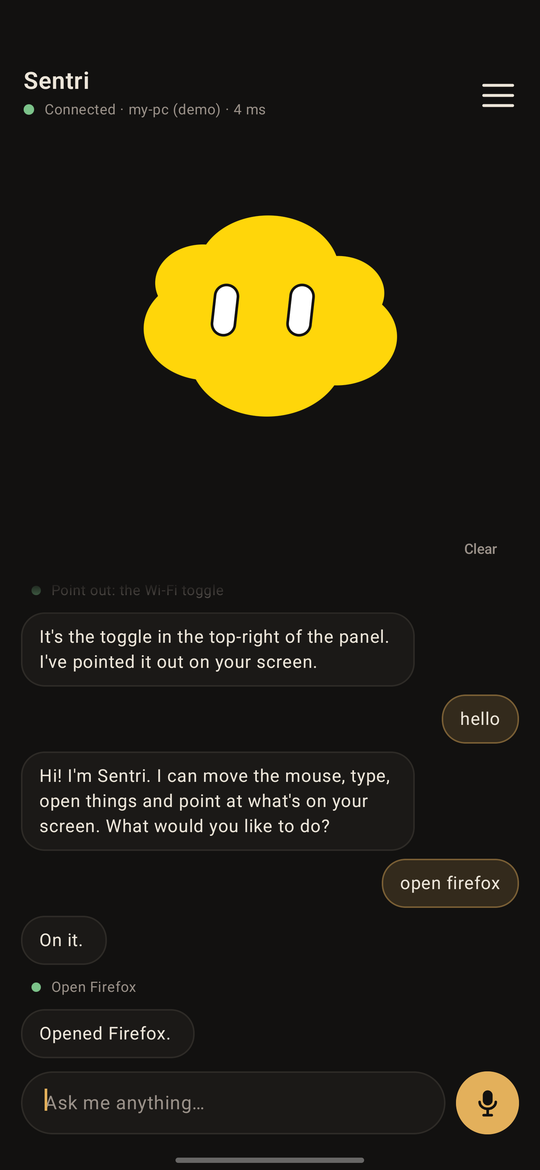 Sentri
Connected · my-pc (demo) · 4 ms
Clear
Point out: the Wi-Fi toggle
It's the toggle in the top-right of the panel.
I've pointed it out on your screen.
hello
Hi! I'm Sentri. I can move the mouse, type,
open things and point at what's on your
screen. What would you like to do?
open firefox
On it.
Open Firefox
Opened Firefox.
Ask me anything…